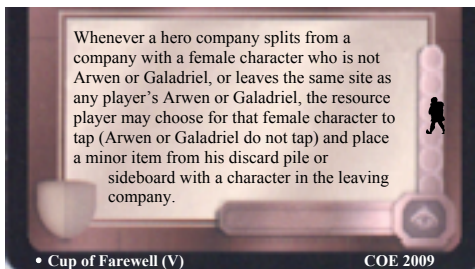 Whenever a hero company splits from a
company with a female character who is not
Arwen or Galadriel, or leaves the same site as
any player's Arwen or Galadriel, the resource
player may choose for that female character to
tap (Arwen or Galadriel do not tap) and place
a minor item from his discard pile or
sideboard with a character in the leaving
company.
• Cup of Farewell (V) COE 2009